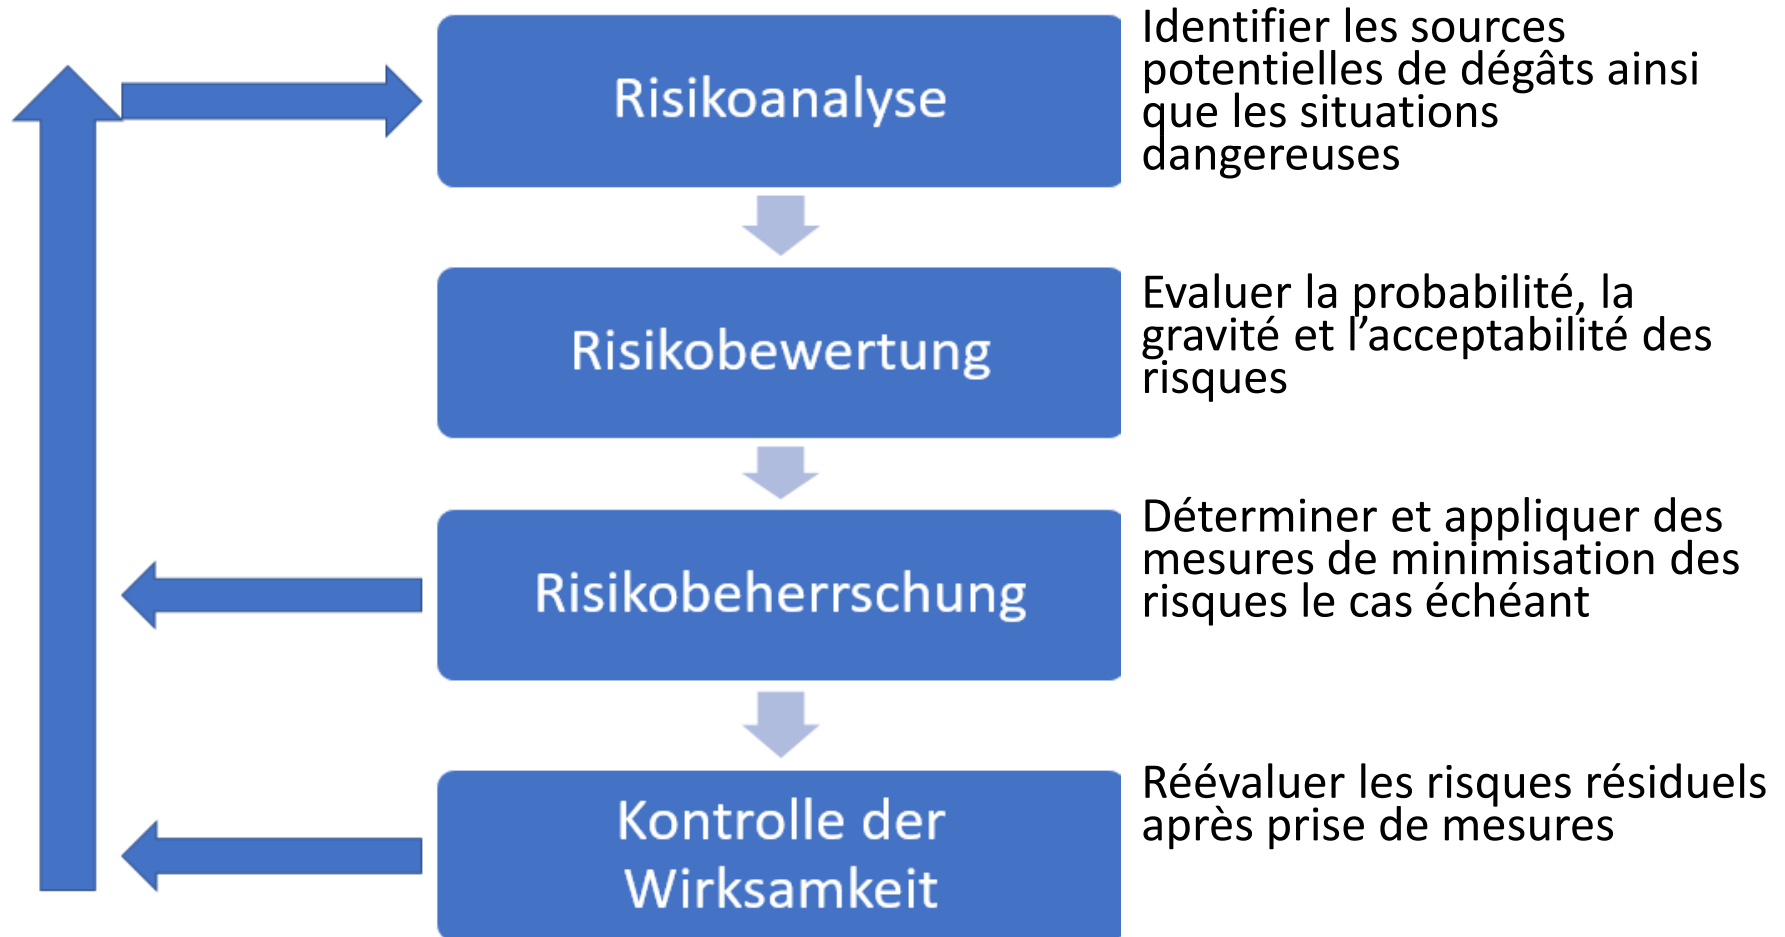 Risikoanalyse
Identifier les sources
potentielles de dégâts ainsi
que les situations
dangereuses
Risikobewertung
Evaluer la probabilité, la
gravité et l’acceptabilité des
risques
Risikobeherrschung
Déterminer et appliquer des
mesures de minimisation des
risques le cas échéant
Kontrolle der
Wirksamkeit
Réévaluer les risques résiduels
après prise de mesures